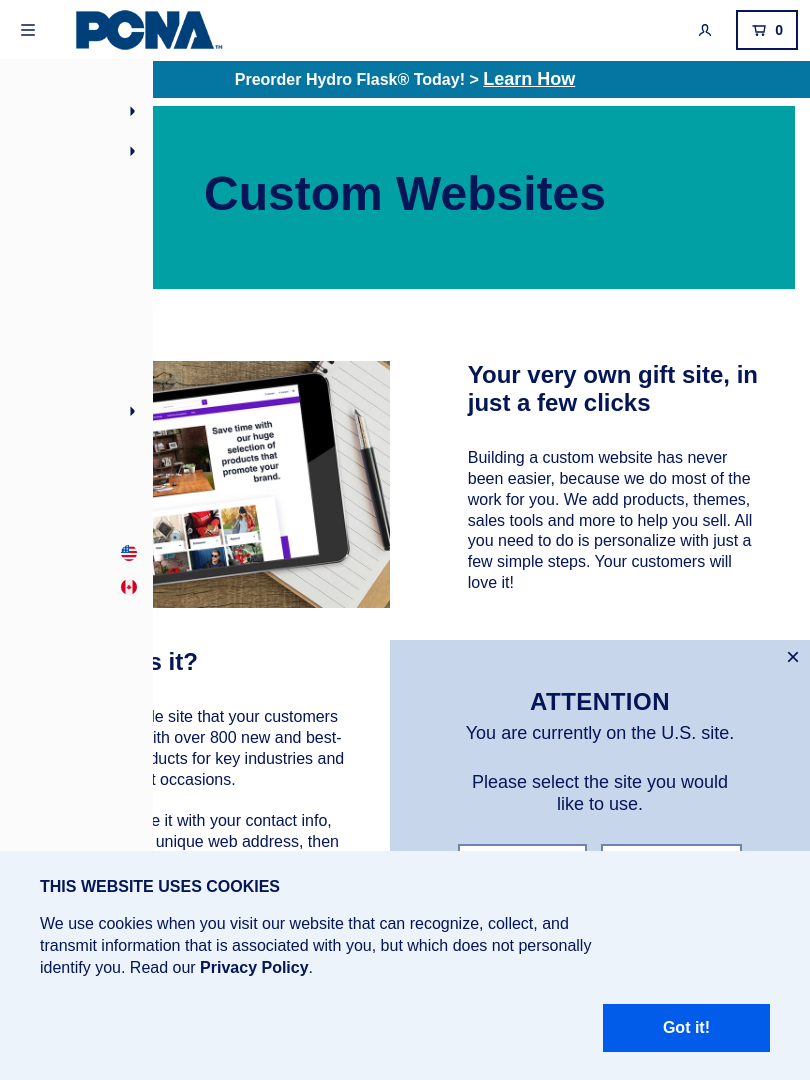 PCNA™
0
Preorder Hydro Flask® Today! > Learn How
Custom Websites
Save time with
our huge
selection of
products that
promote your
brand.
Your very own gift site, in
just a few clicks
Building a custom website has never
been easier, because we do most of the
work for you. We add products, themes,
sales tools and more to help you sell. All
you need to do is personalize with just a
few simple steps. Your customers will
love it!
s it?
le site that your customers
ith over 800 new and best-
ducts for key industries and
t occasions.
e it with your contact info,
unique web address, then
ATTENTION
You are currently on the U.S. site.
Please select the site you would
like to use.
THIS WEBSITE USES COOKIES
We use cookies when you visit our website that can recognize, collect, and
transmit information that is associated with you, but which does not personally
identify you. Read our Privacy Policy.
Got it!